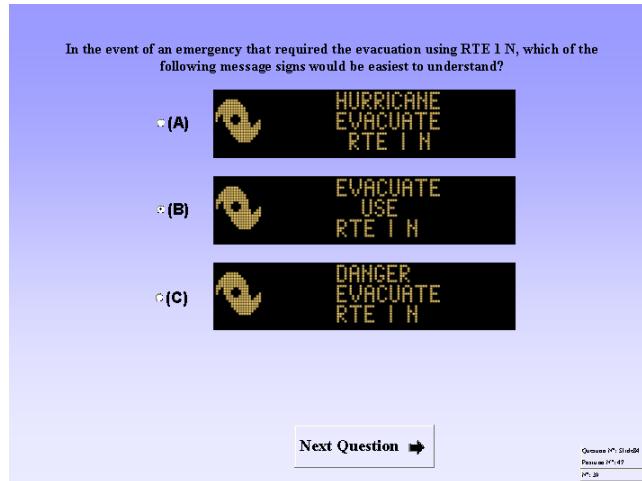 In the event of an emergency that required the evacuation using RTE 1 N, which of the
following message signs would be easiest to understand?
(A)
HURRICANE
EVACUATE
RTE 1 N
(B)
EVACUATE
USE
RTE 1 N
(C)
DANGER
EVACUATE
RTE 1 N
Next Question
Question N°:
N°: